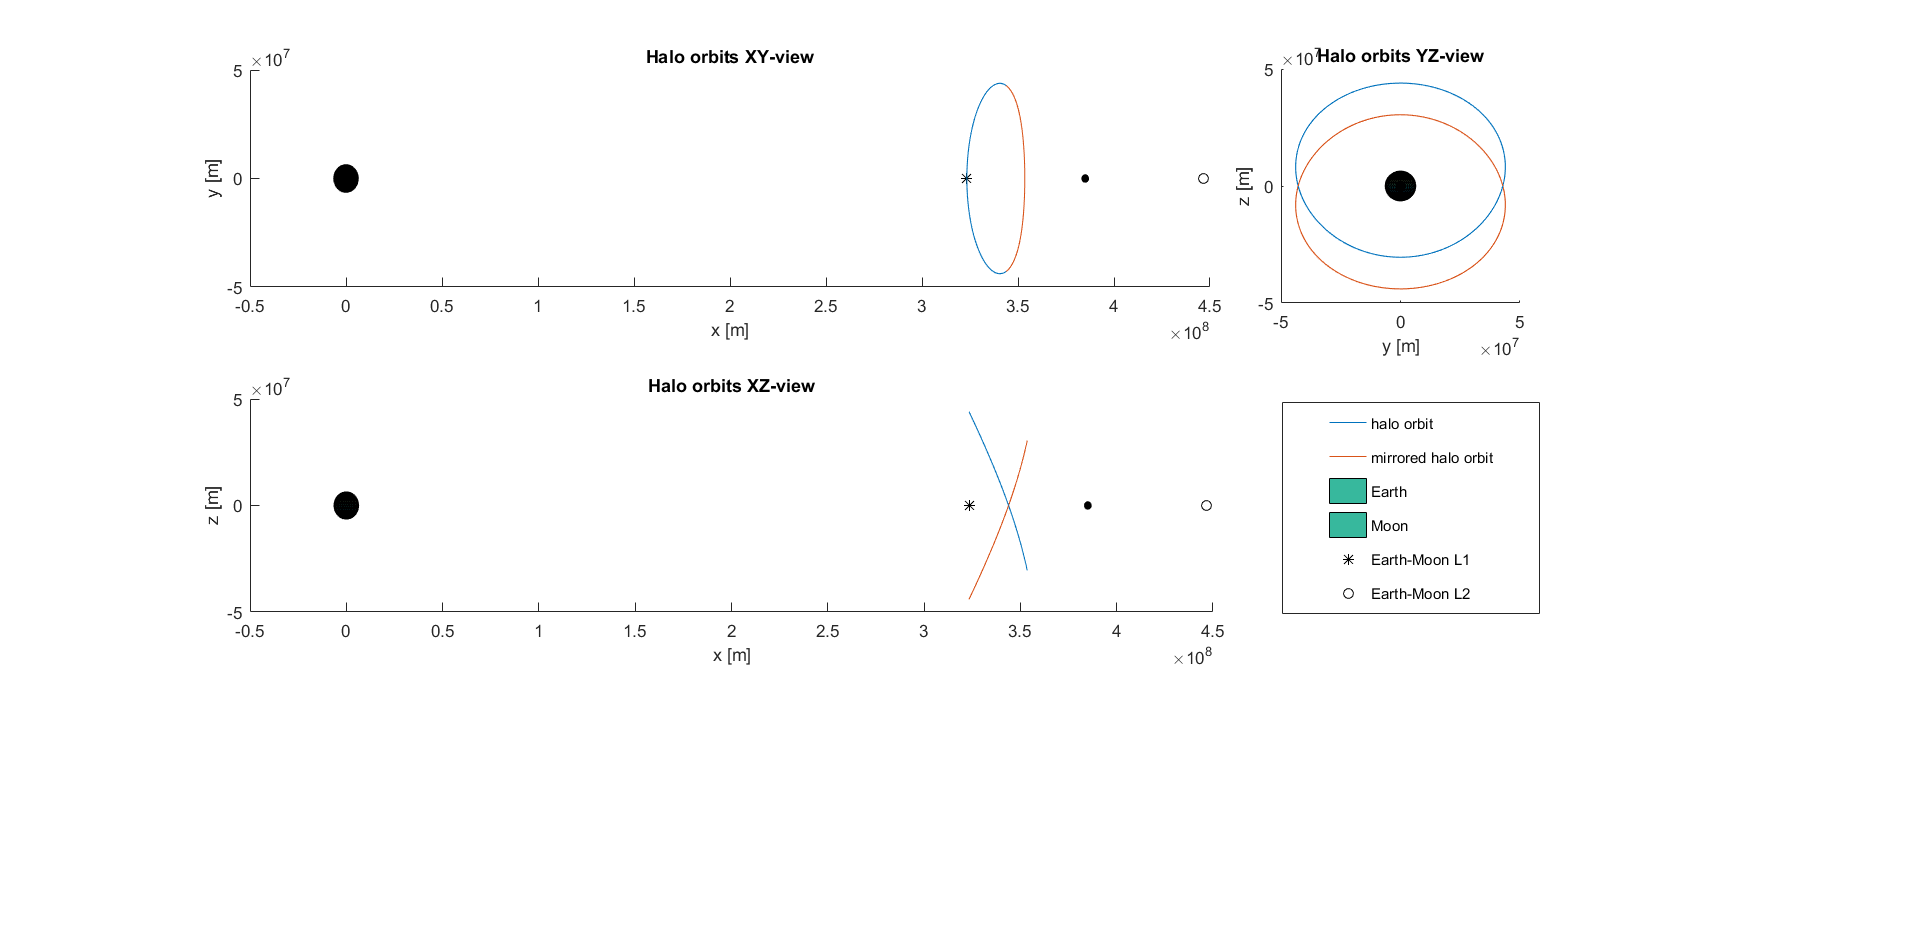 Halo orbits XY-view
×10^7
5
0
-5
y [m]
-0.5 0 0.5 1 1.5 2 2.5 3 3.5 4 4.5
x [m]
×10^8
Halo orbits YZ-view
×10^7
5
0
-5
z [m]
-5 0 5
y [m]
×10^7
Halo orbits XZ-view
×10^7
5
0
-5
z [m]
-0.5 0 0.5 1 1.5 2 2.5 3 3.5 4 4.5
x [m]
×10^8
halo orbit
mirrored halo orbit
Earth
Moon
Earth-Moon L1
Earth-Moon L2